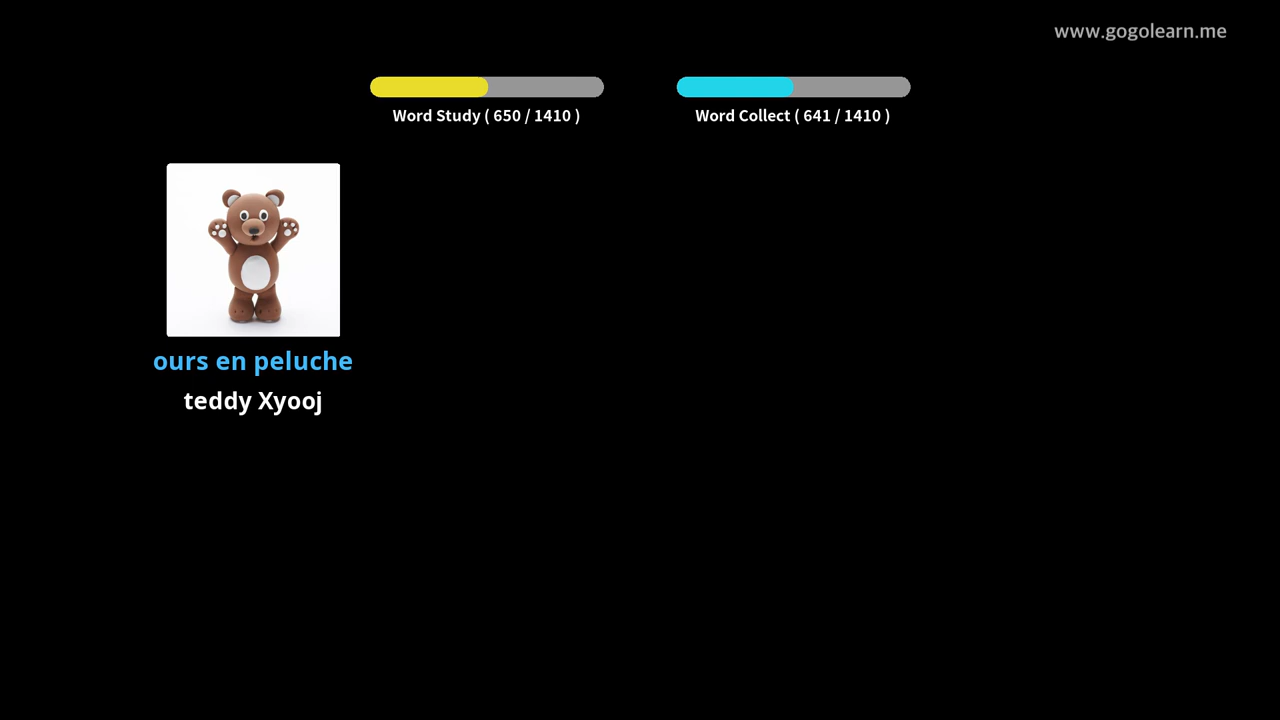 www.gogolearn.me
Word Study ( 650 / 1410 )
Word Collect ( 641 / 1410 )
ours en peluche
teddy Xyooj